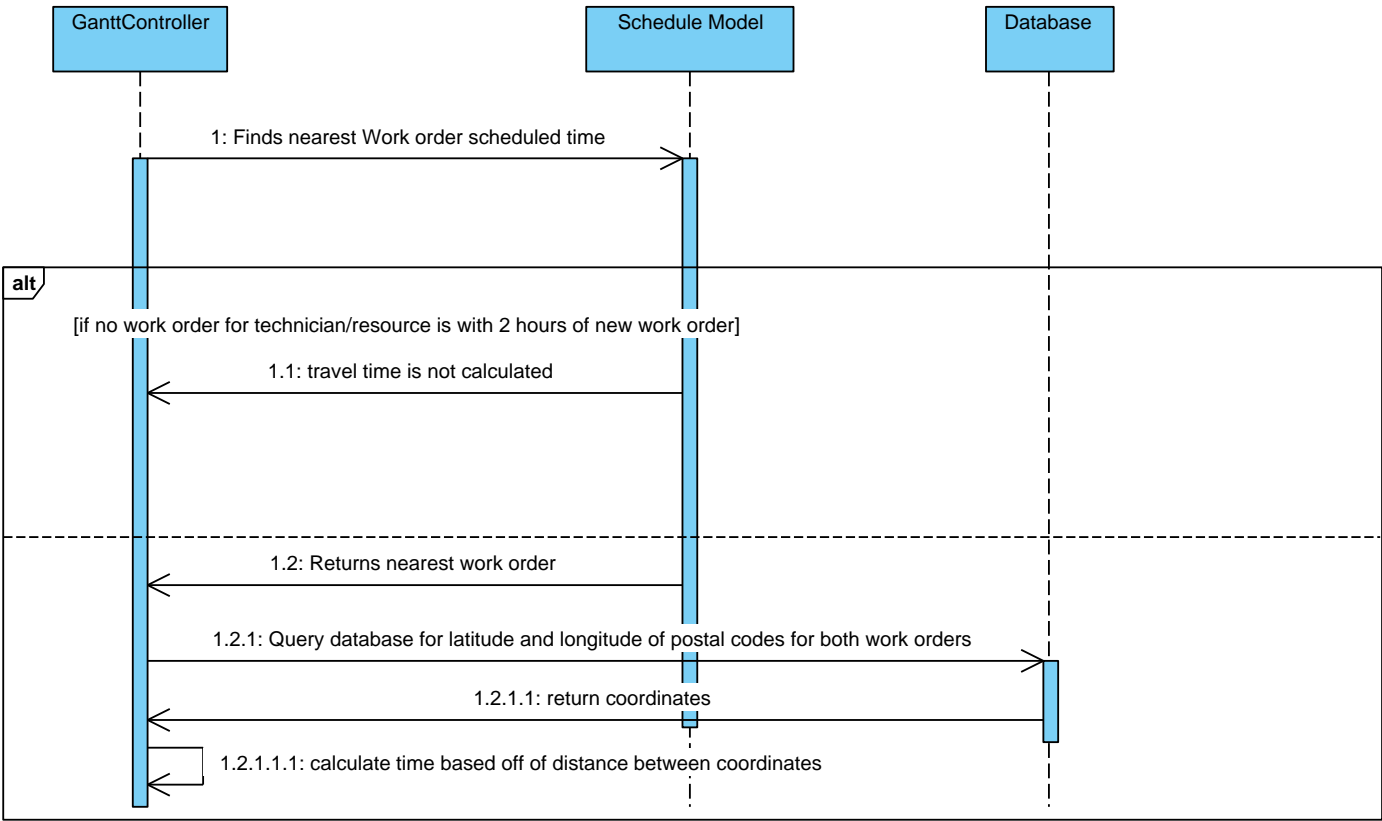 GanttController
Schedule Model
Database
1: Finds nearest Work order scheduled time
alt
[if no work order for technician/resource is with 2 hours of new work order]
1.1: travel time is not calculated
1.2: Returns nearest work order
1.2.1: Query database for latitude and longitude of postal codes for both work orders
1.2.1.1: return coordinates
1.2.1.1.1: calculate time based off of distance between coordinates